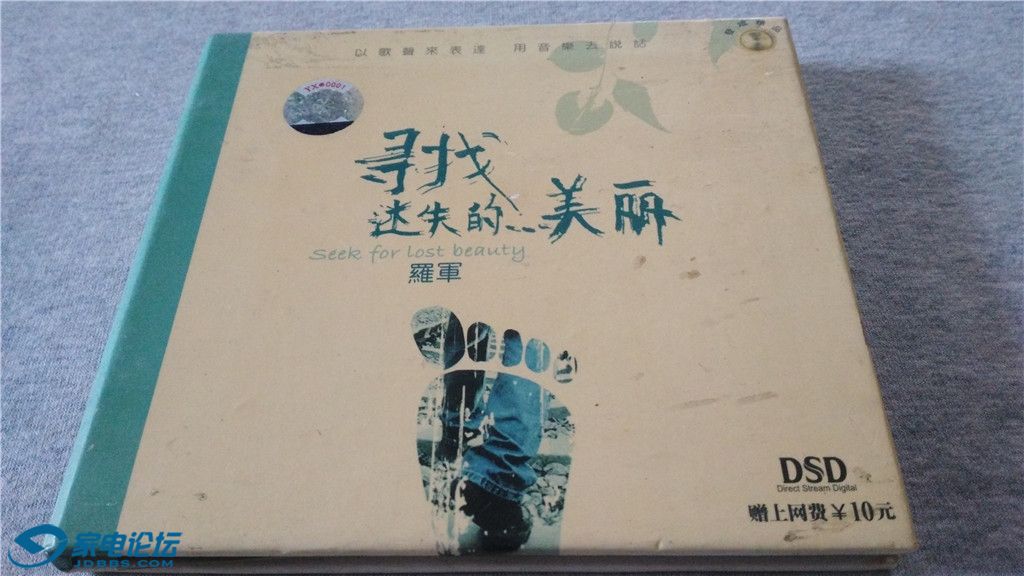 以歌聲來表達 用音樂去說話
YX●0001
寻找
迷失的...美丽
Seek for lost beauty
羅軍
DSD
Direct Stream Digital
赠上网费￥10元
家电论坛
JDBBS.COM